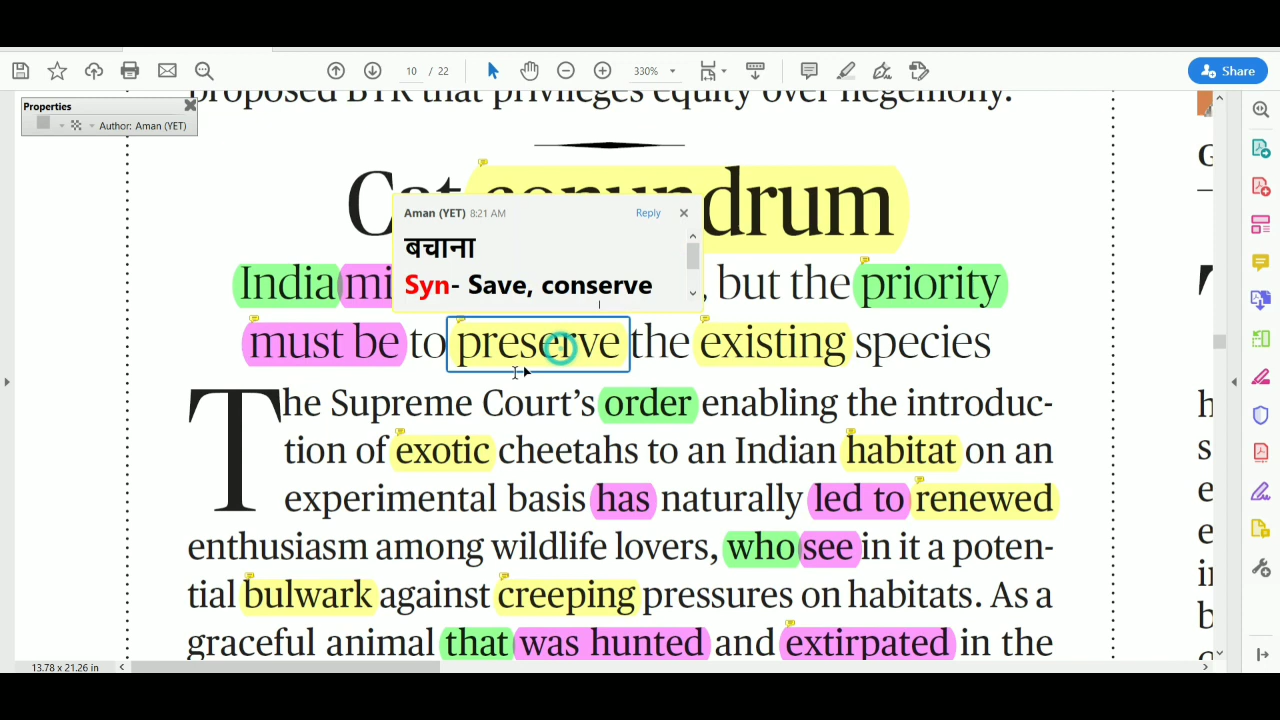 10 / 22
330%
Share
Properties
Author: Aman (YET)
proposed BTR that privileges equity over hegemony.
Cat conundrum
Aman (YET) 8:21 AM Reply
बचाना
Syn- Save, conserve
India mi , but the priority
must be to preserve the existing species
The Supreme Court's order enabling the introduc-
tion of exotic cheetahs to an Indian habitat on an
experimental basis has naturally led to renewed
enthusiasm among wildlife lovers, who see in it a poten-
tial bulwark against creeping pressures on habitats. As a
graceful animal that was hunted and extirpated in the
13.78 x 21.26 in